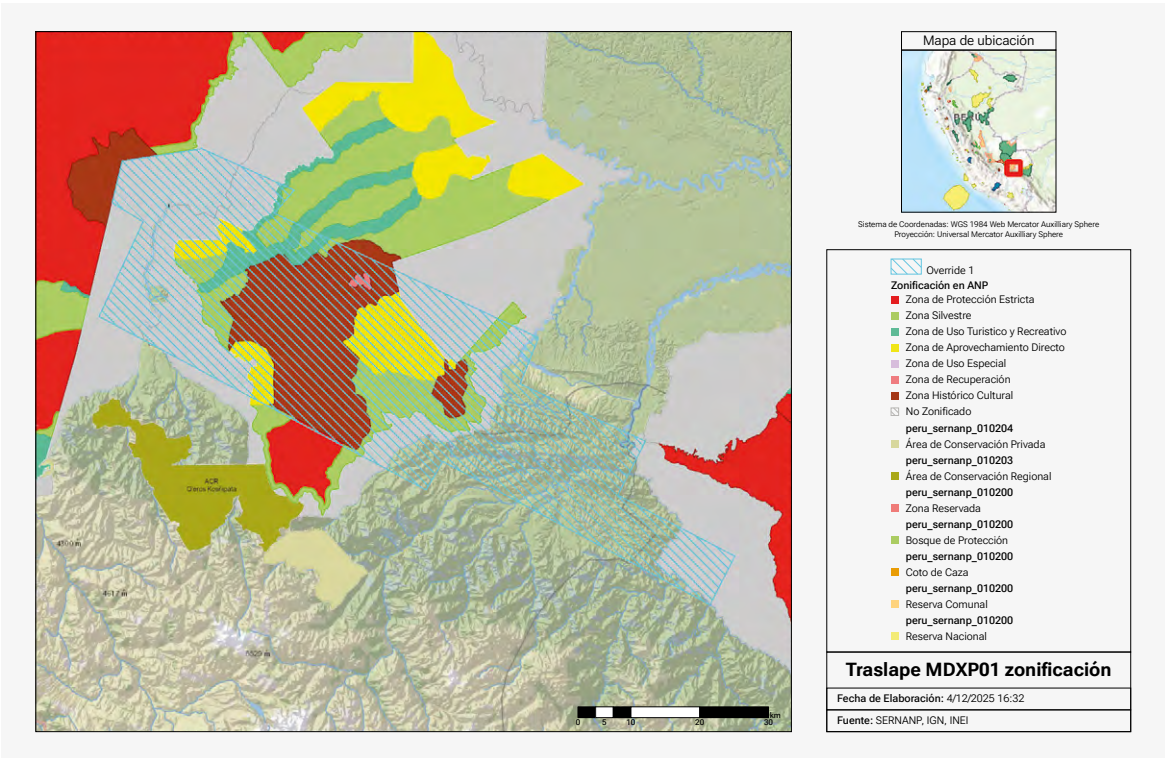 Mapa de ubicación
PERÚ
Sistema de Coordenadas: WGS 1984 Web Mercator Auxilliary Sphere
Proyección: Universal Mercator Auxilliary Sphere
Override 1
Zonificación en ANP
Zona de Protección Estricta
Zona Silvestre
Zona de Uso Turistico y Recreativo
Zona de Aprovechamiento Directo
Zona de Uso Especial
Zona de Recuperación
Zona Histórico Cultural
No Zonificado
peru_sernanp_010204
Área de Conservación Privada
peru_sernanp_010203
Área de Conservación Regional
peru_sernanp_010200
Zona Reservada
peru_sernanp_010200
Bosque de Protección
peru_sernanp_010200
Coto de Caza
peru_sernanp_010200
Reserva Comunal
peru_sernanp_010200
Reserva Nacional
Traslape MDXP01 zonificación
Fecha de Elaboración: 4/12/2025 16:32
Fuente: SERNANP, IGN, INEI
ACR
km
0 5 10 20 30